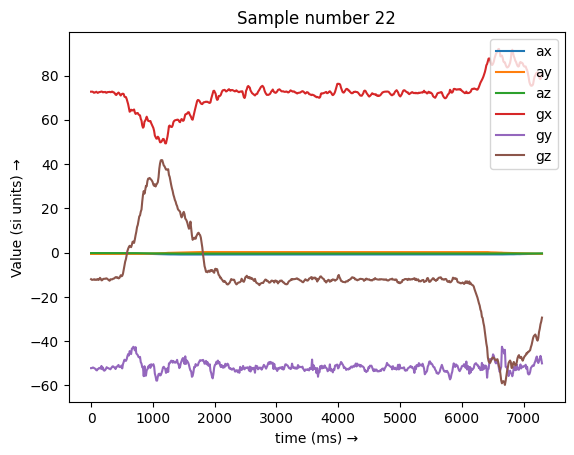 Sample number 22
Value (si units) →
80
60
40
20
0
−20
−40
−60
0 1000 2000 3000 4000 5000 6000 7000
time (ms) →
ax
ay
az
gx
gy
gz